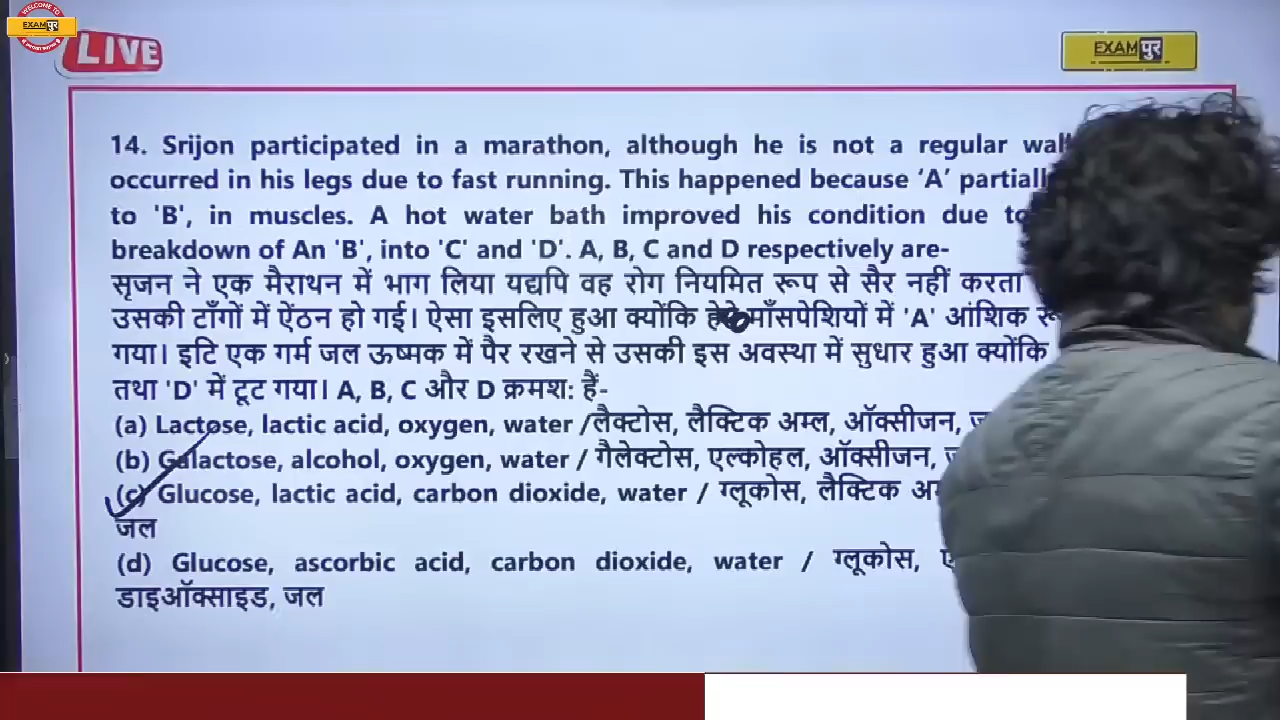 WELCOME TO
EXAMपुर
LIVE
EXAMपुर
14. Srijon participated in a marathon, although he is not a regular
occurred in his legs due to fast running. This happened because 'A'
to 'B', in muscles. A hot water bath improved his condition due to
breakdown of An 'B', into 'C' and 'D'. A, B, C and D respectively are-
सृजन ने एक मैराथन में भाग लिया यद्यपि वह रोग नियमित रूप से सैर नहीं करता
उसकी टाँगों में ऐंठन हो गई। ऐसा इसलिए हुआ क्योंकि माँसपेशियों में 'A' आंशिक
गया। इटि एक गर्म जल ऊष्मक में पैर रखने से उसकी इस अवस्था में सुधार हुआ क्योंकि
तथा 'D' में टूट गया। A, B, C और D क्रमश: हैं-
(a) Lactose, lactic acid, oxygen, water /लैक्टोस, लैक्टिक अम्ल, ऑक्सीजन,
(b) Galactose, alcohol, oxygen, water / गैलेक्टोस, एल्कोहल, ऑक्सीजन,
(c) Glucose, lactic acid, carbon dioxide, water / ग्लूकोस, लैक्टिक
जल
(d) Glucose, ascorbic acid, carbon dioxide, water / ग्लूकोस,
डाइऑक्साइड, जल